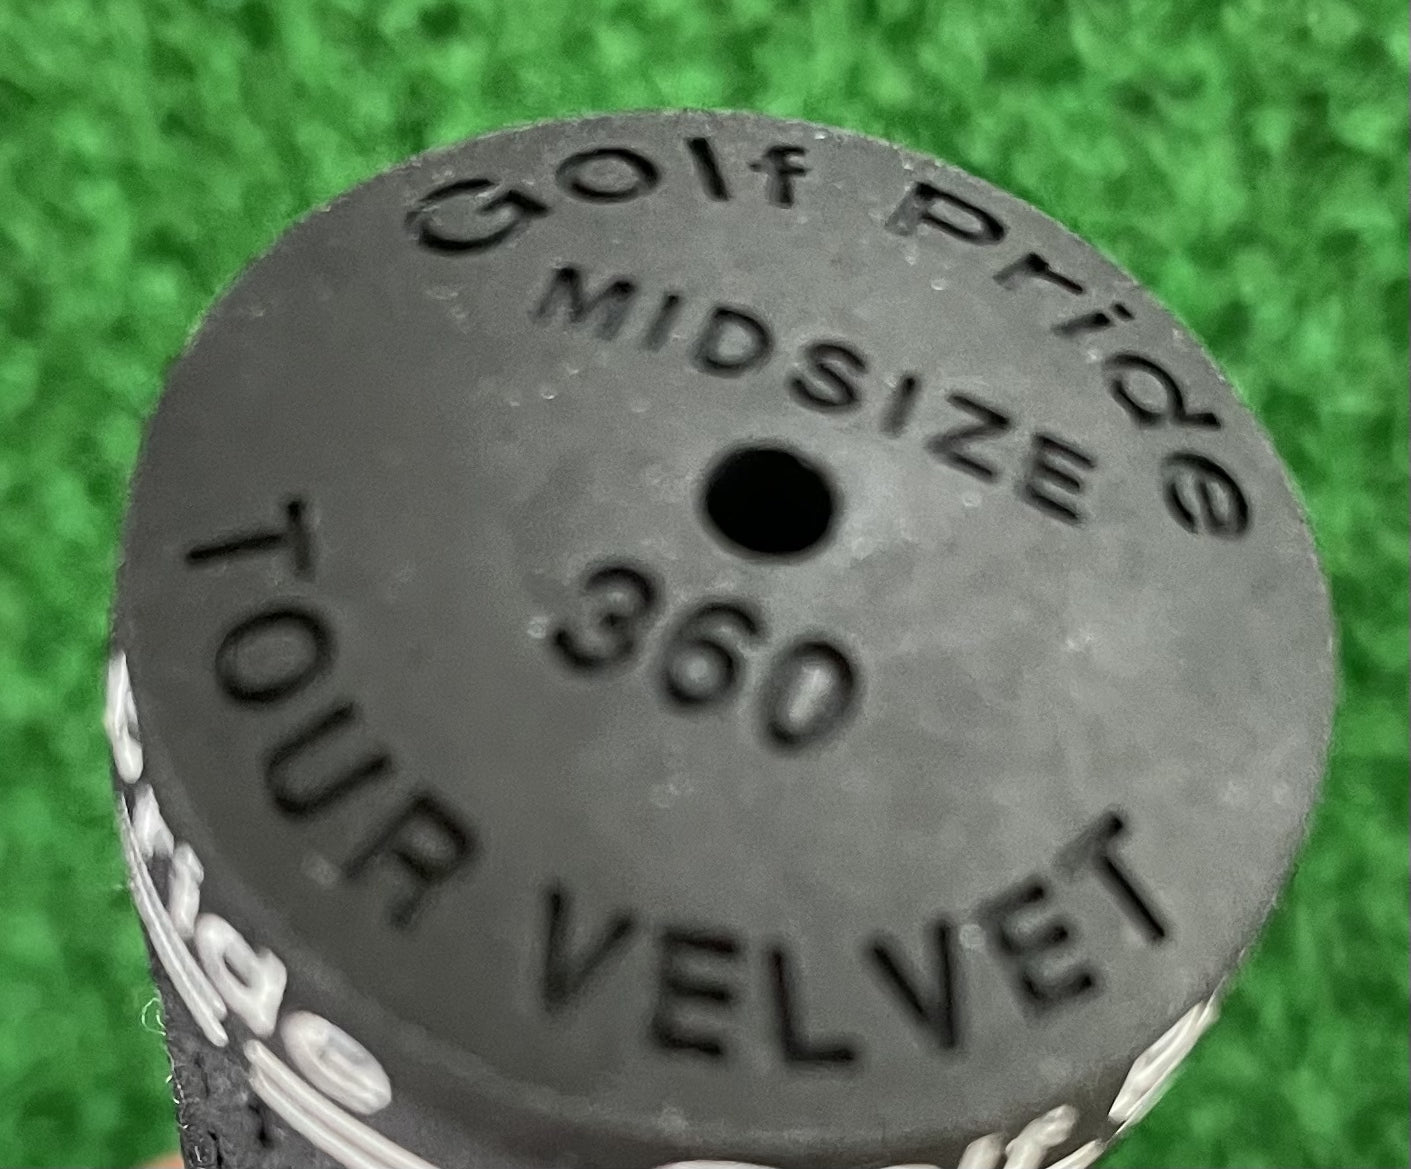 Golf Pride
MIDSIZE
360
TOUR VELVET